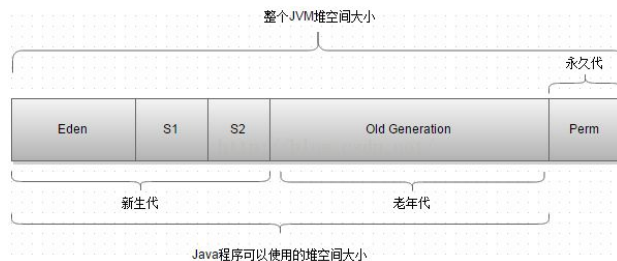 整个JVM堆空间大小
永久代
Eden S1 S2 Old Generation Perm
新生代 老年代
Java程序可以使用的堆空间大小